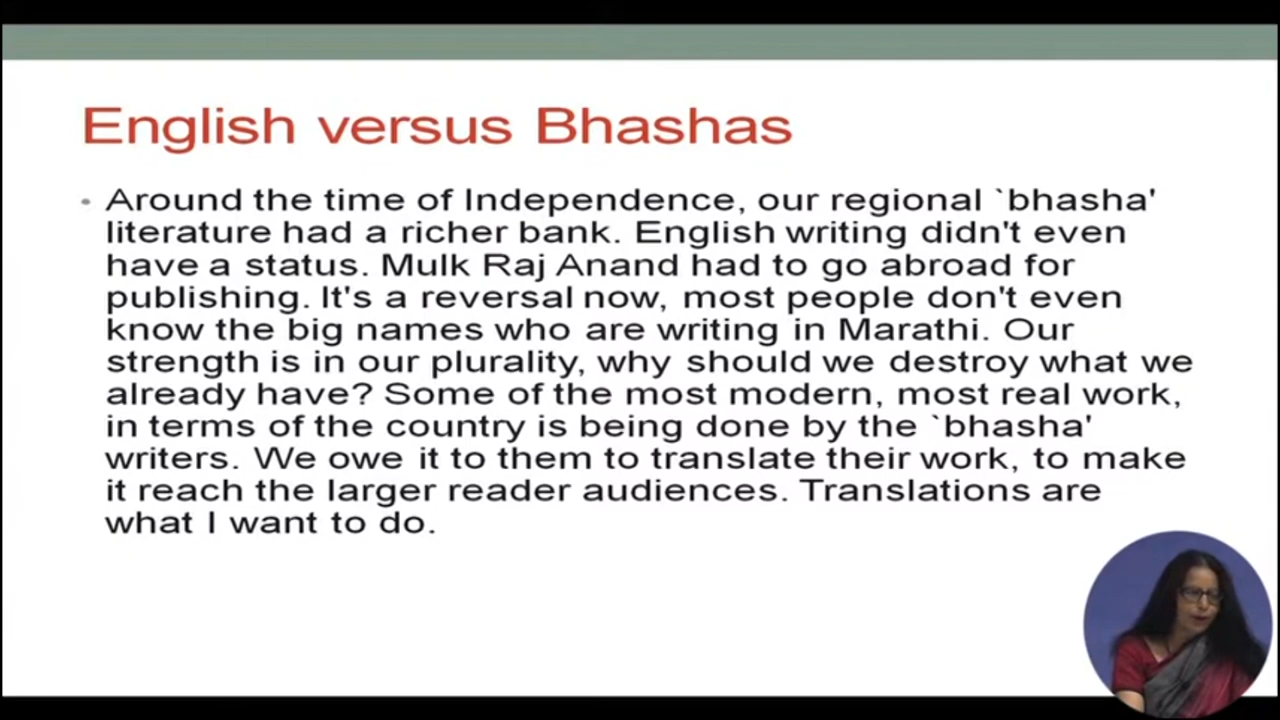 English versus Bhashas
• Around the time of Independence, our regional `bhasha'
literature had a richer bank. English writing didn't even
have a status. Mulk Raj Anand had to go abroad for
publishing. It's a reversal now, most people don't even
know the big names who are writing in Marathi. Our
strength is in our plurality, why should we destroy what we
already have? Some of the most modern, most real work,
in terms of the country is being done by the `bhasha'
writers. We owe it to them to translate their work, to make
it reach the larger reader audiences. Translations are
what I want to do.